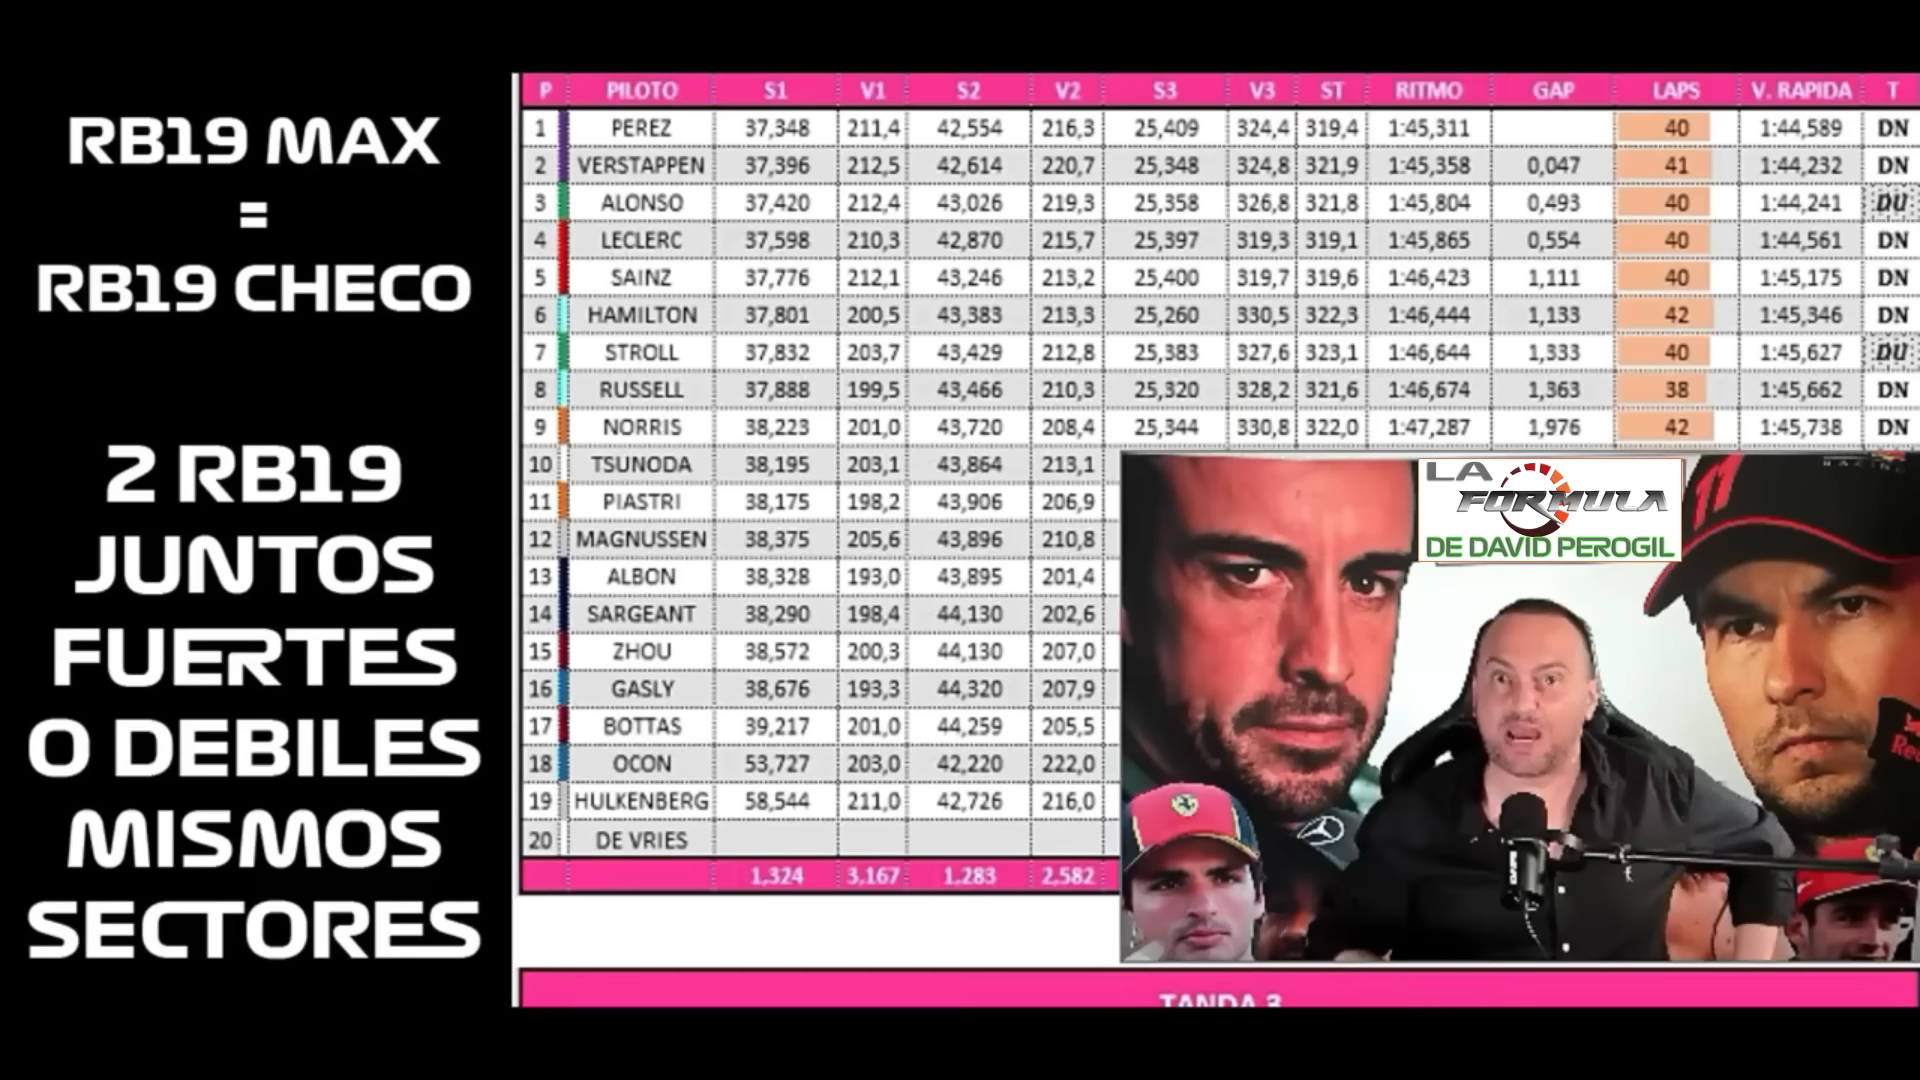 RB19 MAX
=
RB19 CHECO
2 RB19
JUNTOS
FUERTES
O DEBILES
MISMOS
SECTORES
P PILOTO S1 V1 S2 V2 S3 V3 ST RITMO GAP LAPS V. RAPIDA T
1 PEREZ 37,348 211,4 42,554 216,3 25,409 324,4 319,4 1:45,311 40 1:44,589 DN
2 VERSTAPPEN 37,396 212,5 42,614 220,7 25,348 324,8 321,9 1:45,358 0,047 41 1:44,232 DN
3 ALONSO 37,420 212,4 43,026 219,3 25,358 326,8 321,8 1:45,804 0,493 40 1:44,241 DU
4 LECLERC 37,598 210,3 42,870 215,7 25,397 319,3 319,1 1:45,865 0,554 40 1:44,561 DN
5 SAINZ 37,776 212,1 43,246 213,2 25,400 319,7 319,6 1:46,423 1,111 40 1:45,175 DN
6 HAMILTON 37,801 200,5 43,383 213,3 25,260 330,5 322,3 1:46,444 1,133 42 1:45,346 DN
7 STROLL 37,832 203,7 43,429 212,8 25,383 327,6 323,1 1:46,644 1,333 40 1:45,627 DU
8 RUSSELL 37,888 199,5 43,466 210,3 25,320 328,2 321,6 1:46,674 1,363 38 1:45,662 DN
9 NORRIS 38,223 201,0 43,720 208,4 25,344 330,8 322,0 1:47,287 1,976 42 1:45,738 DN
10 TSUNODA 38,195 203,1 43,864 213,1
11 PIASTRI 38,175 198,2 43,906 206,9
12 MAGNUSSEN 38,375 205,6 43,896 210,8
13 ALBON 38,328 193,0 43,895 201,4
14 SARGEANT 38,290 198,4 44,130 202,6
15 ZHOU 38,572 200,3 44,130 207,0
16 GASLY 38,676 193,3 44,320 207,9
17 BOTTAS 39,217 201,0 44,259 205,5
18 OCON 53,727 203,0 42,220 222,0
19 HULKENBERG 58,544 211,0 42,726 216,0
20 DE VRIES
1,324 3,167 1,283 2,582
TANDA 3
LA
FORMULA
DE DAVID PEROGIL
11